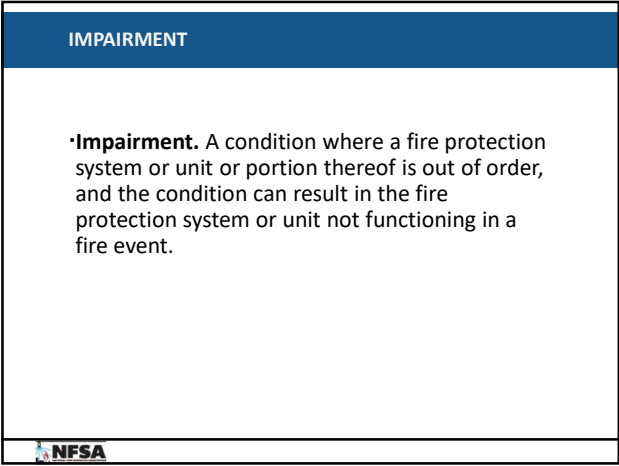 IMPAIRMENT
·Impairment. A condition where a fire protection
system or unit or portion thereof is out of order,
and the condition can result in the fire
protection system or unit not functioning in a
fire event.
NFSA